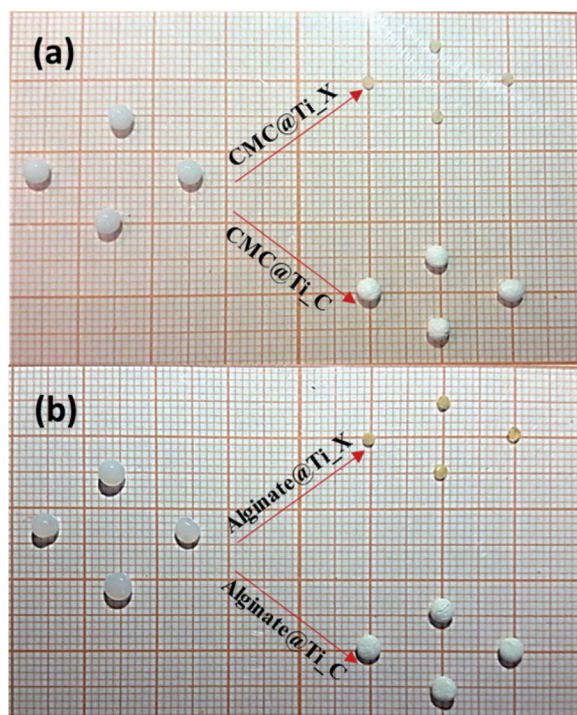 (a)
CMC@Ti_X
CMC@Ti_C
(b)
Alginate@Ti_X
Alginate@Ti_C